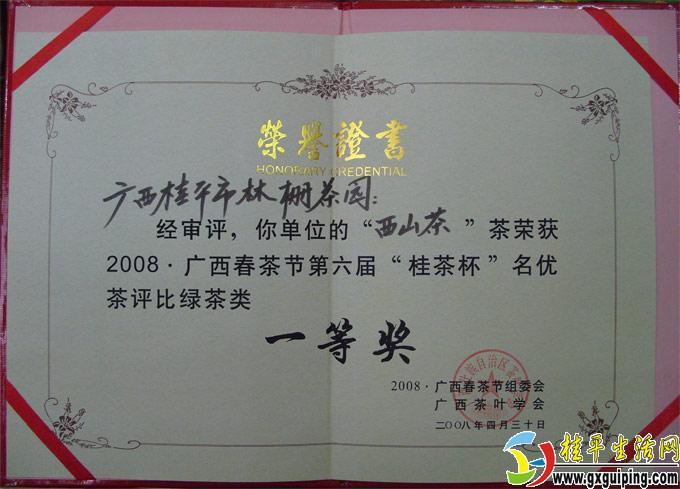 榮譽證書
HONORARY CREDENTIAL
广西桂平市林棚茶园:
经审评，你单位的“西山茶”茶荣获
2008·广西春茶节第六届“桂茶杯”名优
茶评比绿茶类
一等奖
2008·广西春茶节组委会
广西茶叶学会
二〇〇八年四月三十日
桂平生活网
www.gxguiping.com